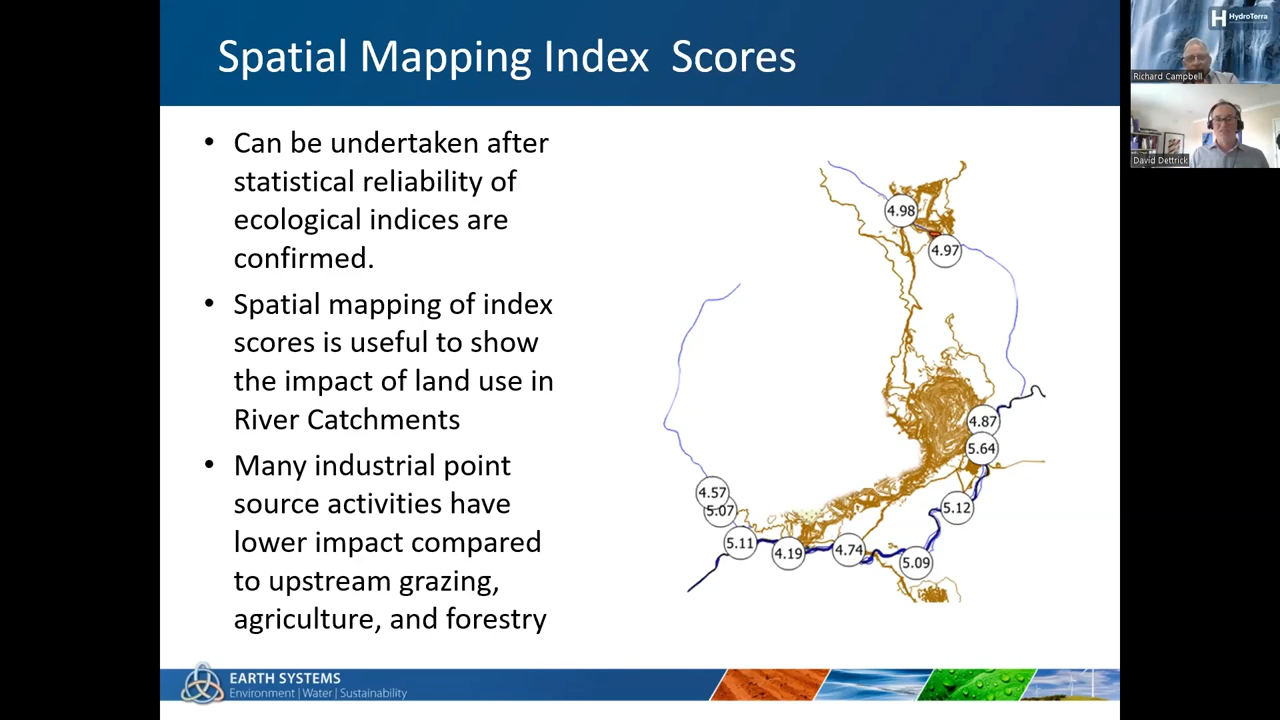 Spatial Mapping Index Scores
• Can be undertaken after
statistical reliability of
ecological indices are
confirmed.
• Spatial mapping of index
scores is useful to show
the impact of land use in
River Catchments
• Many industrial point
source activities have
lower impact compared
to upstream grazing,
agriculture, and forestry
4.98
4.97
4.87
5.64
4.57
5.07
5.12
5.11
4.19
4.74
5.09
EARTH SYSTEMS
Environment | Water | Sustainability
HydroTerra
Richard Campbell
David Dettrick